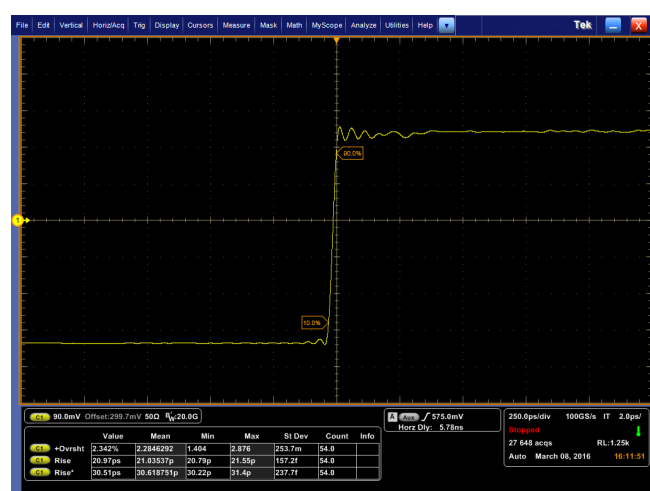 File Edit Vertical Horiz/Acq Trig Display Cursors Measure Mask Math MyScope Analyze Utilities Help Tek X
90.0%
1
10.0%
C1 90.0mV Offset:299.7mV 50Ω BW:20.0G
A Aux 575.0mV
Horz Dly: 5.78ns
250.0ps/div 100GS/s IT 2.0ps/
Stopped
27 648 acqs RL:1.25k
Auto March 08, 2016 16:11:51
Value Mean Min Max St Dev Count Info
C1 +Ovrsht 2.342% 2.2846292 1.404 2.876 253.7m 54.0
C1 Rise 20.97ps 21.03537p 20.79p 21.55p 157.2f 54.0
C1 Rise* 30.51ps 30.618751p 30.22p 31.4p 237.7f 54.0